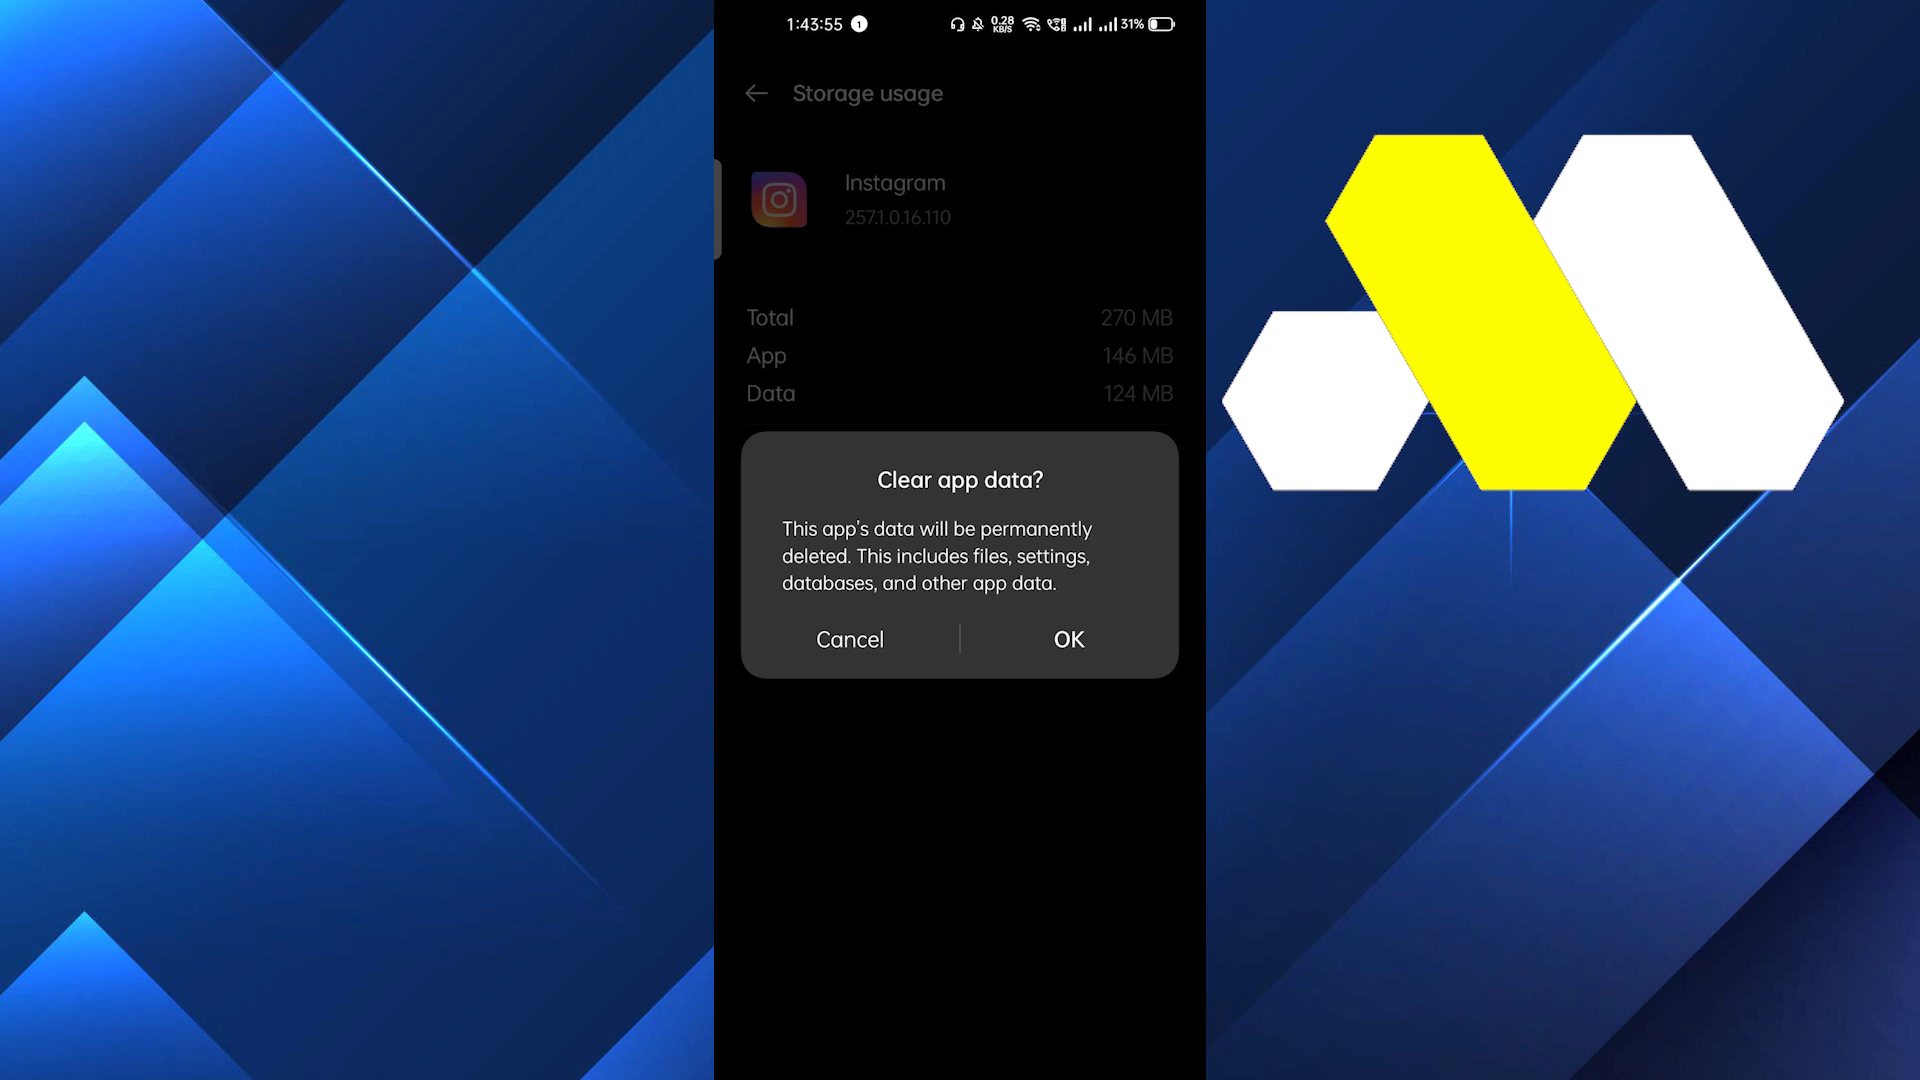 1:43:55 1 0.28 KB/S 31%
Storage usage
Instagram
257.1.0.16.110
Total 270 MB
App 146 MB
Data 124 MB
Clear app data?
This app's data will be permanently
deleted. This includes files, settings,
databases, and other app data.
Cancel OK